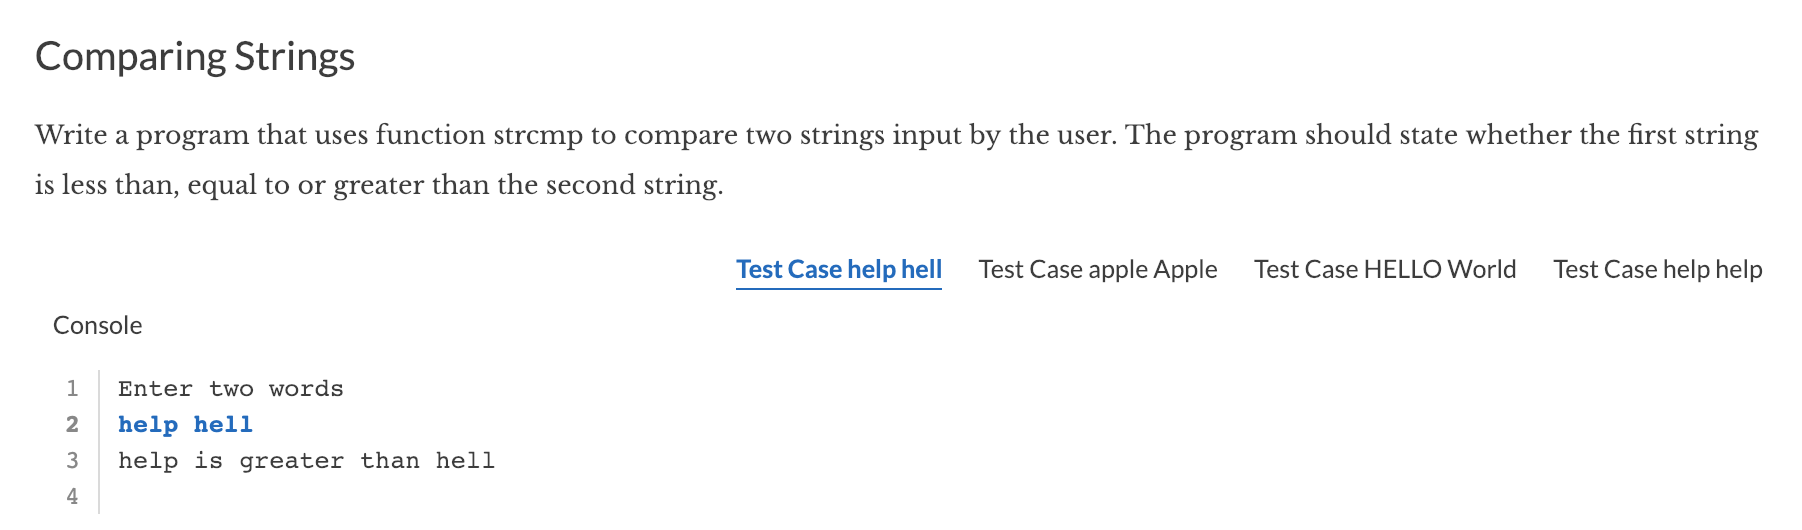 Comparing Strings
Write a program that uses function strcmp to compare two strings input by the user. The program should state whether the first string
is less than, equal to or greater than the second string.
Test Case help hell Test Case apple Apple Test Case HELLO World Test Case help help
Console
1 Enter two words
2 help hell
3 help is greater than hell
4